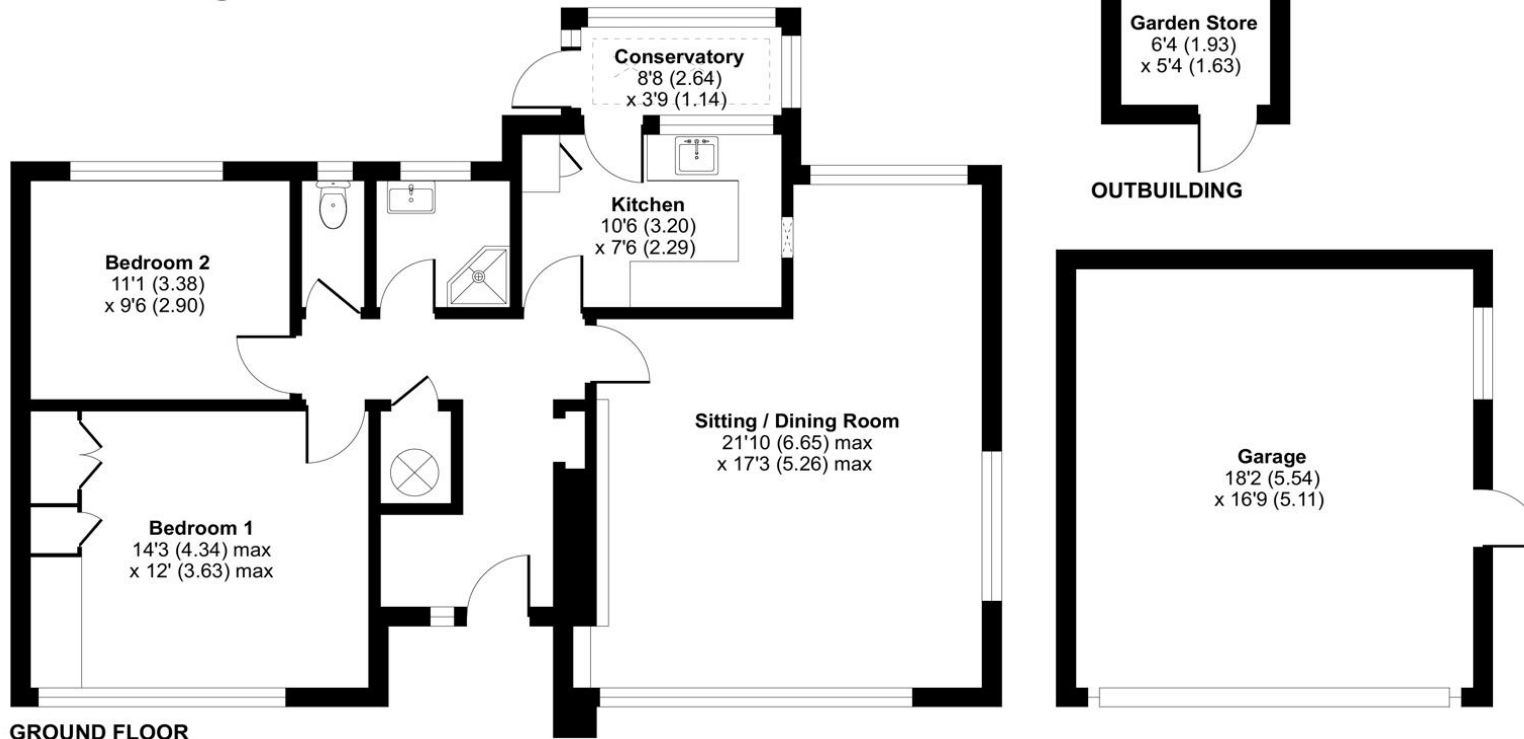 Garden Store
6'4 (1.93)
x 5'4 (1.63)
OUTBUILDING
Conservatory
8'8 (2.64)
x 3'9 (1.14)
Kitchen
10'6 (3.20)
x 7'6 (2.29)
Bedroom 2
11'1 (3.38)
x 9'6 (2.90)
Sitting / Dining Room
21'10 (6.65) max
x 17'3 (5.26) max
Garage
18'2 (5.54)
x 16'9 (5.11)
Bedroom 1
14'3 (4.34) max
x 12' (3.63) max
GROUND FLOOR